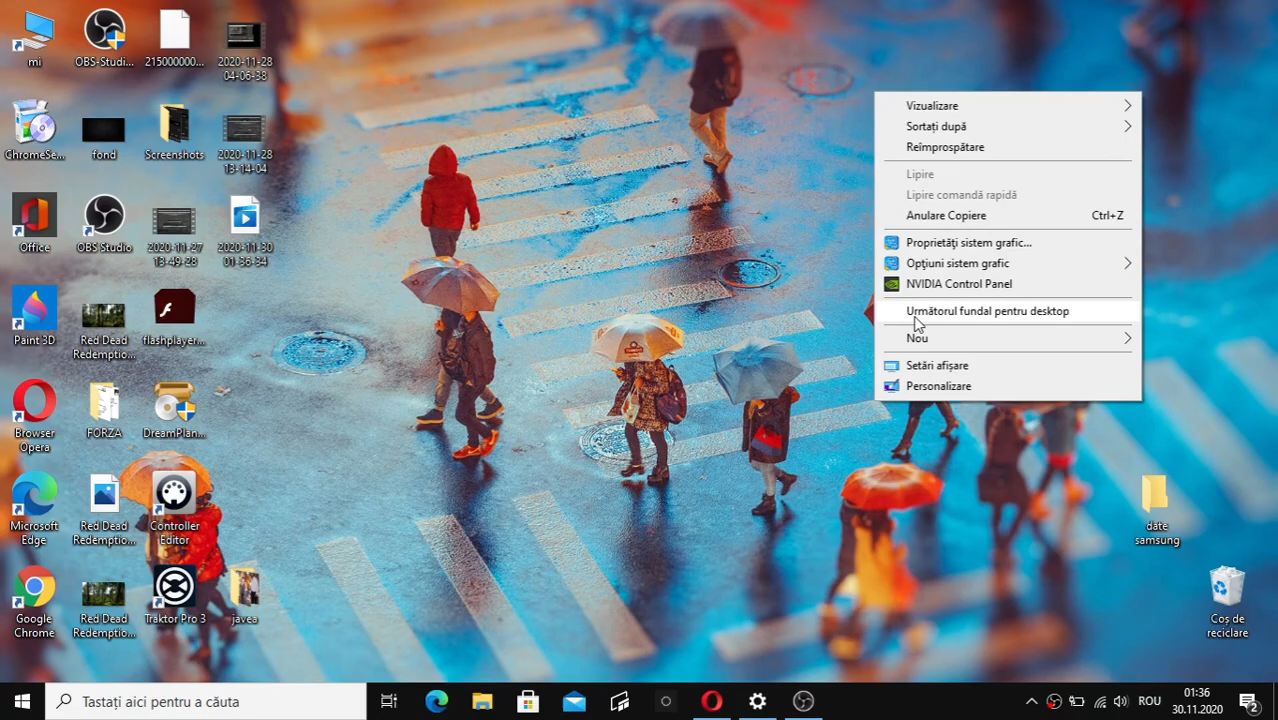 mi
OBS-Studi...
215000000...
2020-11-28
04-06-38
ChromeSe...
fond
Screenshots
2020-11-28
13-14-04
Office
OBS Studio
2020-11-27
13-49-28
2020-11-30
01-36-34
Paint 3D
Red Dead
Redemptio...
flashplayer...
Browser
Opera
FORZA
DreamPlan...
Microsoft
Edge
Red Dead
Redemptio...
Controller
Editor
Google
Chrome
Red Dead
Redemptio...
Traktor Pro 3
javea
Vizualizare
Sortați după
Reîmprospătare
Lipire
Lipire comandă rapidă
Anulare Copiere Ctrl+Z
Proprietăţi sistem grafic...
Opţiuni sistem grafic
NVIDIA Control Panel
Următorul fundal pentru desktop
Nou
Setări afișare
Personalizare
date
samsung
Coș de
reciclare
Tastați aici pentru a căuta
ROU
01:36
30.11.2020
2